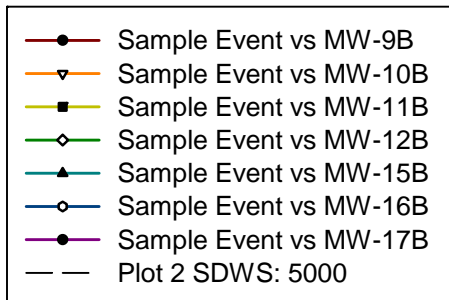 Sample Event vs MW-9B
Sample Event vs MW-10B
Sample Event vs MW-11B
Sample Event vs MW-12B
Sample Event vs MW-15B
Sample Event vs MW-16B
Sample Event vs MW-17B
Plot 2 SDWS: 5000